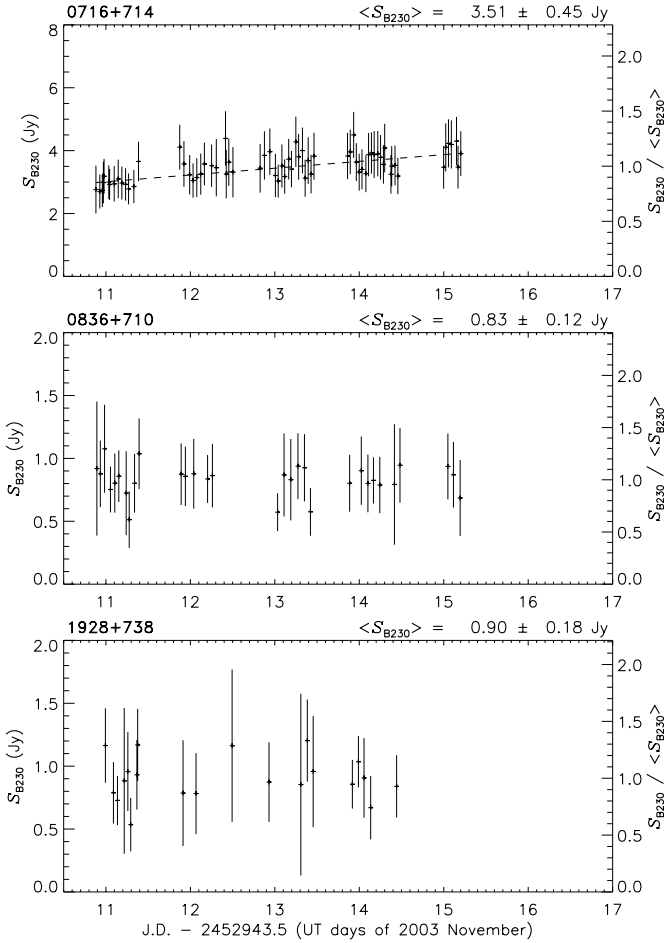 0716+714 <S_B230> = 3.51 ± 0.45 Jy
8
6
4
2
0
S_B230 (Jy)
2.0
1.5
1.0
0.5
0.0
S_B230 / <S_B230>
11 12 13 14 15 16 17
0836+710 <S_B230> = 0.83 ± 0.12 Jy
2.0
1.5
1.0
0.5
0.0
S_B230 (Jy)
2.0
1.5
1.0
0.5
0.0
S_B230 / <S_B230>
11 12 13 14 15 16 17
1928+738 <S_B230> = 0.90 ± 0.18 Jy
2.0
1.5
1.0
0.5
0.0
S_B230 (Jy)
2.0
1.5
1.0
0.5
0.0
S_B230 / <S_B230>
11 12 13 14 15 16 17
J.D. − 2452943.5 (UT days of 2003 November)